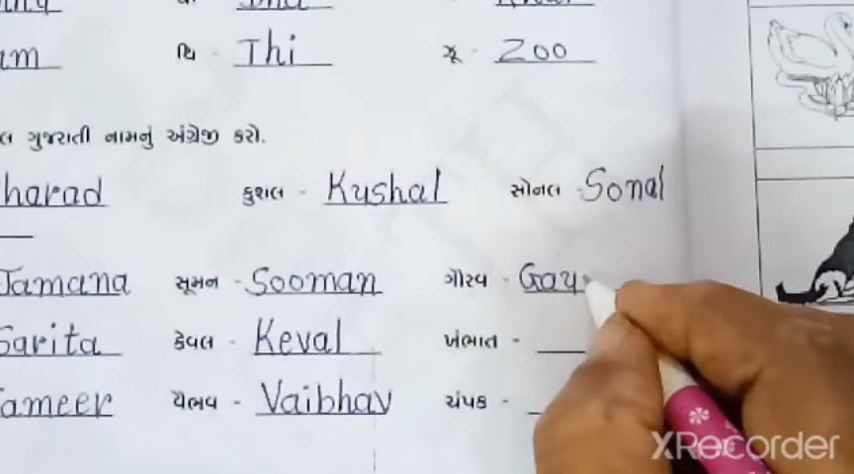 થિ - Thi ઝૂ - Zoo
ગુજરાતી નામનું અંગ્રેજી કરો.
harad કુશલ - Kushal સોનલ - Sonal
Tamana સૂમન - Sooman ગૌરવ - Gau
Sarita કેવલ - Keval ખંભાત -
ameer વૈભવ - Vaibhav ચંપક -
XRecorder